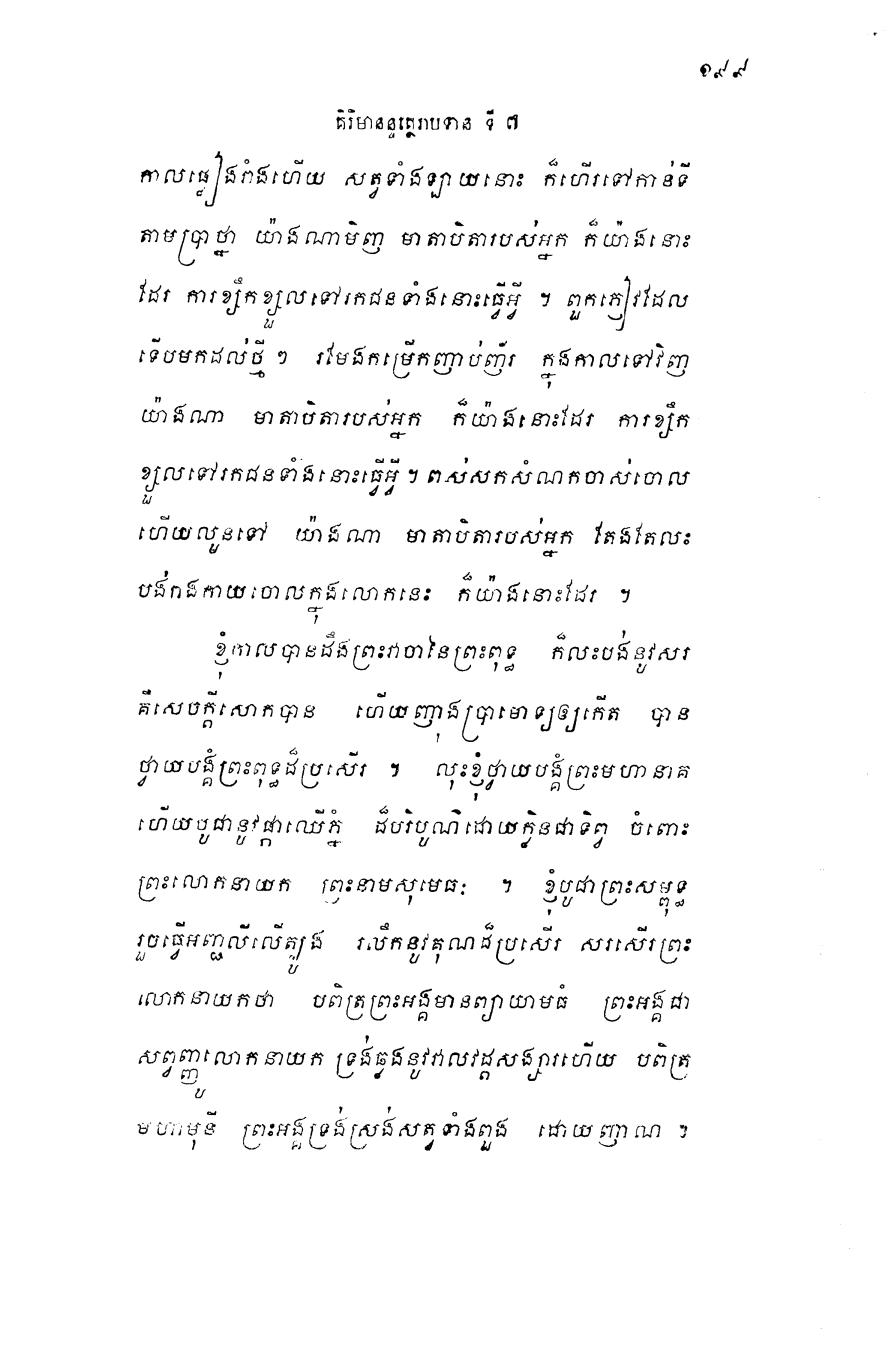 ១៩៩
គិរិមានន្ទត្ថេរាបទាន ទី ៧
កាលភ្លៀងរាំងហើយ សត្វទាំងឡាយនោះ ក៏ហើរទៅកាន់ទី
តាមប្រាថ្នា យ៉ាងណាមិញ មាតាបិតារបស់អ្នក ក៏យ៉ាងនោះ
ដែរ ការខ្សឹកខ្សួលទៅរកជនទាំងនោះធ្វើអ្វី ។ ពួកភ្ញៀវដែល
ទើបមកដល់ថ្មី ៗ រមែងកម្រើកញាប់ញ័រ ក្នុងកាលទៅវិញ
យ៉ាងណា មាតាបិតារបស់អ្នក ក៏យ៉ាងនោះដែរ ការខ្សឹក
ខ្សួលទៅរកជនទាំងនោះធ្វើអ្វី ។ ពស់សកសំណកចាស់ចោល
ហើយលូនទៅ យ៉ាងណា មាតាបិតារបស់អ្នក តែងតែលះ
បង់រាងកាយចោលក្នុងលោកនេះ ក៏យ៉ាងនោះដែរ ។
ខ្ញុំកាលបានដឹងព្រះវាចានៃព្រះពុទ្ធ ក៏លះបង់នូវសរ
គឺសេចក្តីសោកបាន ហើយញ៉ាំងប្រាមោទ្យឲ្យកើត បាន
ថ្វាយបង្គំព្រះពុទ្ធដ៏ប្រសើរ ។ លុះខ្ញុំថ្វាយបង្គំព្រះមហានាគ
ហើយបូជានូវផ្កាឈើភ្នំ ដ៏បរិបូណ៌ដោយក្លិនជាទិព្វ ចំពោះ
ព្រះលោកនាយក ព្រះនាមសុមេធៈ ។ ខ្ញុំបូជាព្រះសម្ពុទ្ធ
រួចធ្វើអញ្ជលីលើត្បូង រលឹកនូវគុណដ៏ប្រសើរ សរសើរព្រះ
លោកនាយកថា បពិត្រព្រះអង្គមានព្យាយាមធំ ព្រះអង្គជា
សព្វញ្ញូលោកនាយក ទ្រង់ឆ្លងនូវវាលវដ្តសង្សារហើយ បពិត្រ
មហាមុនី ព្រះអង្គទ្រង់ស្រង់សត្វទាំងពួង ដោយញាណ ។